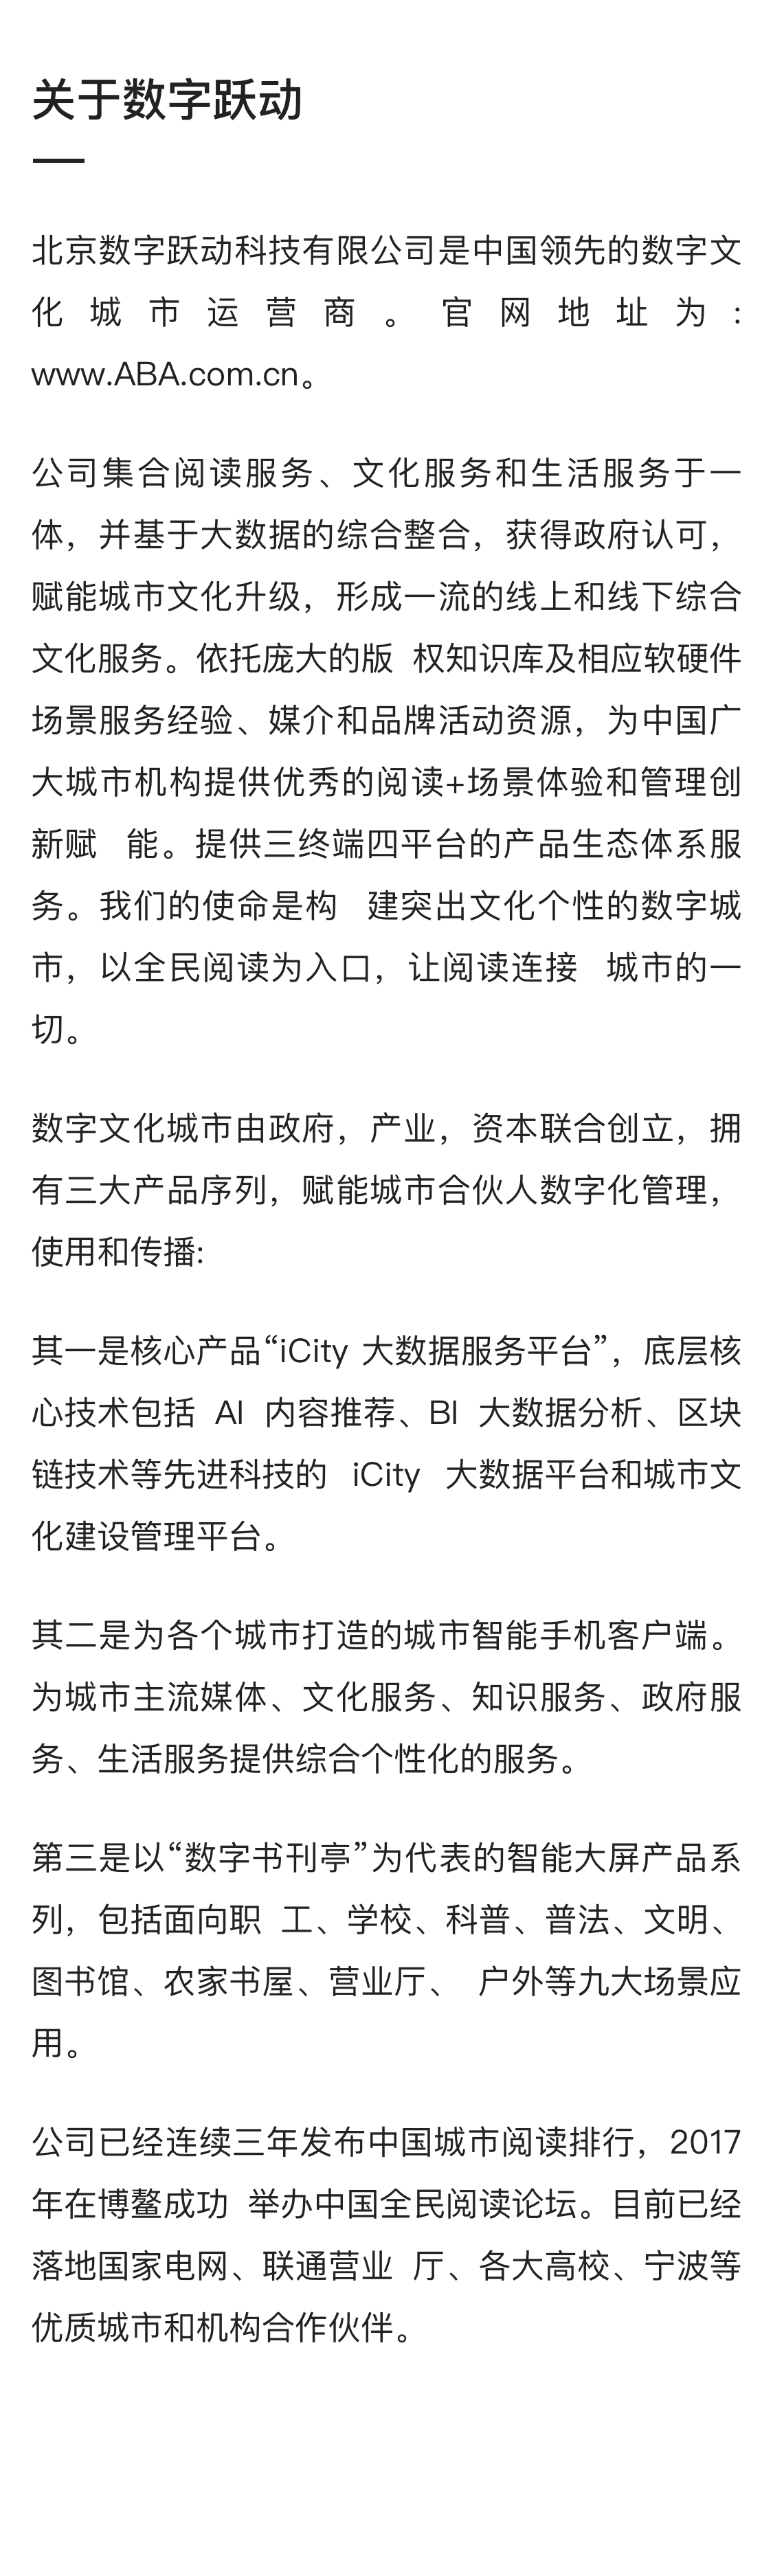 关于数字跃动
北京数字跃动科技有限公司是中国领先的数字文
化城市运营商。官网地址为:
www.ABA.com.cn。
公司集合阅读服务、文化服务和生活服务于一
体，并基于大数据的综合整合，获得政府认可，
赋能城市文化升级，形成一流的线上和线下综合
文化服务。依托庞大的版 权知识库及相应软硬件
场景服务经验、媒介和品牌活动资源，为中国广
大城市机构提供优秀的阅读+场景体验和管理创
新赋 能。提供三终端四平台的产品生态体系服
务。我们的使命是构 建突出文化个性的数字城
市，以全民阅读为入口，让阅读连接 城市的一
切。
数字文化城市由政府，产业，资本联合创立，拥
有三大产品序列，赋能城市合伙人数字化管理，
使用和传播:
其一是核心产品“iCity 大数据服务平台”，底层核
心技术包括 AI 内容推荐、BI 大数据分析、区块
链技术等先进科技的 iCity 大数据平台和城市文
化建设管理平台。
其二是为各个城市打造的城市智能手机客户端。
为城市主流媒体、文化服务、知识服务、政府服
务、生活服务提供综合个性化的服务。
第三是以“数字书刊亭”为代表的智能大屏产品系
列，包括面向职 工、学校、科普、普法、文明、
图书馆、农家书屋、营业厅、 户外等九大场景应
用。
公司已经连续三年发布中国城市阅读排行，2017
年在博鳌成功 举办中国全民阅读论坛。目前已经
落地国家电网、联通营业 厅、各大高校、宁波等
优质城市和机构合作伙伴。